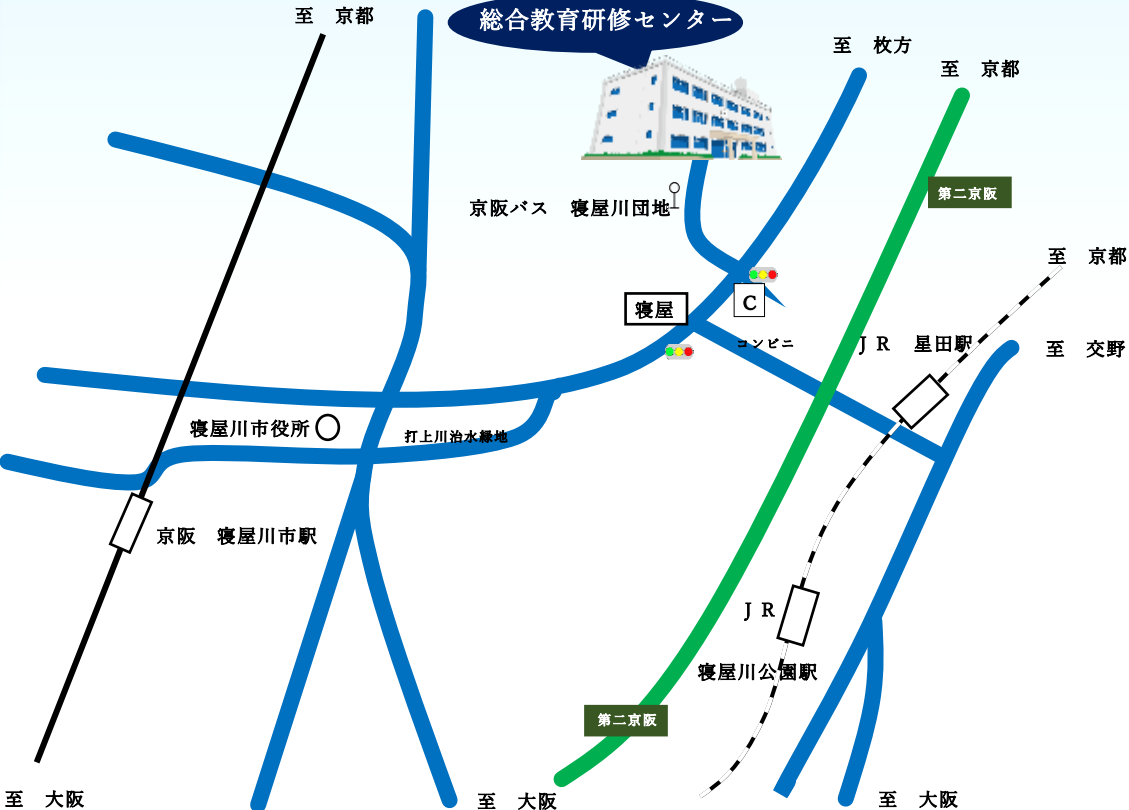 至　京都
総合教育研修センター
至　枚方
至　京都
第二京阪
京阪バス　寝屋川団地
至　京都
寝屋
C
コンビニ
ＪＲ　星田駅
至　交野
寝屋川市役所
打上川治水緑地
京阪　寝屋川市駅
ＪＲ
寝屋川公園駅
第二京阪
至　大阪
至　大阪
至　大阪